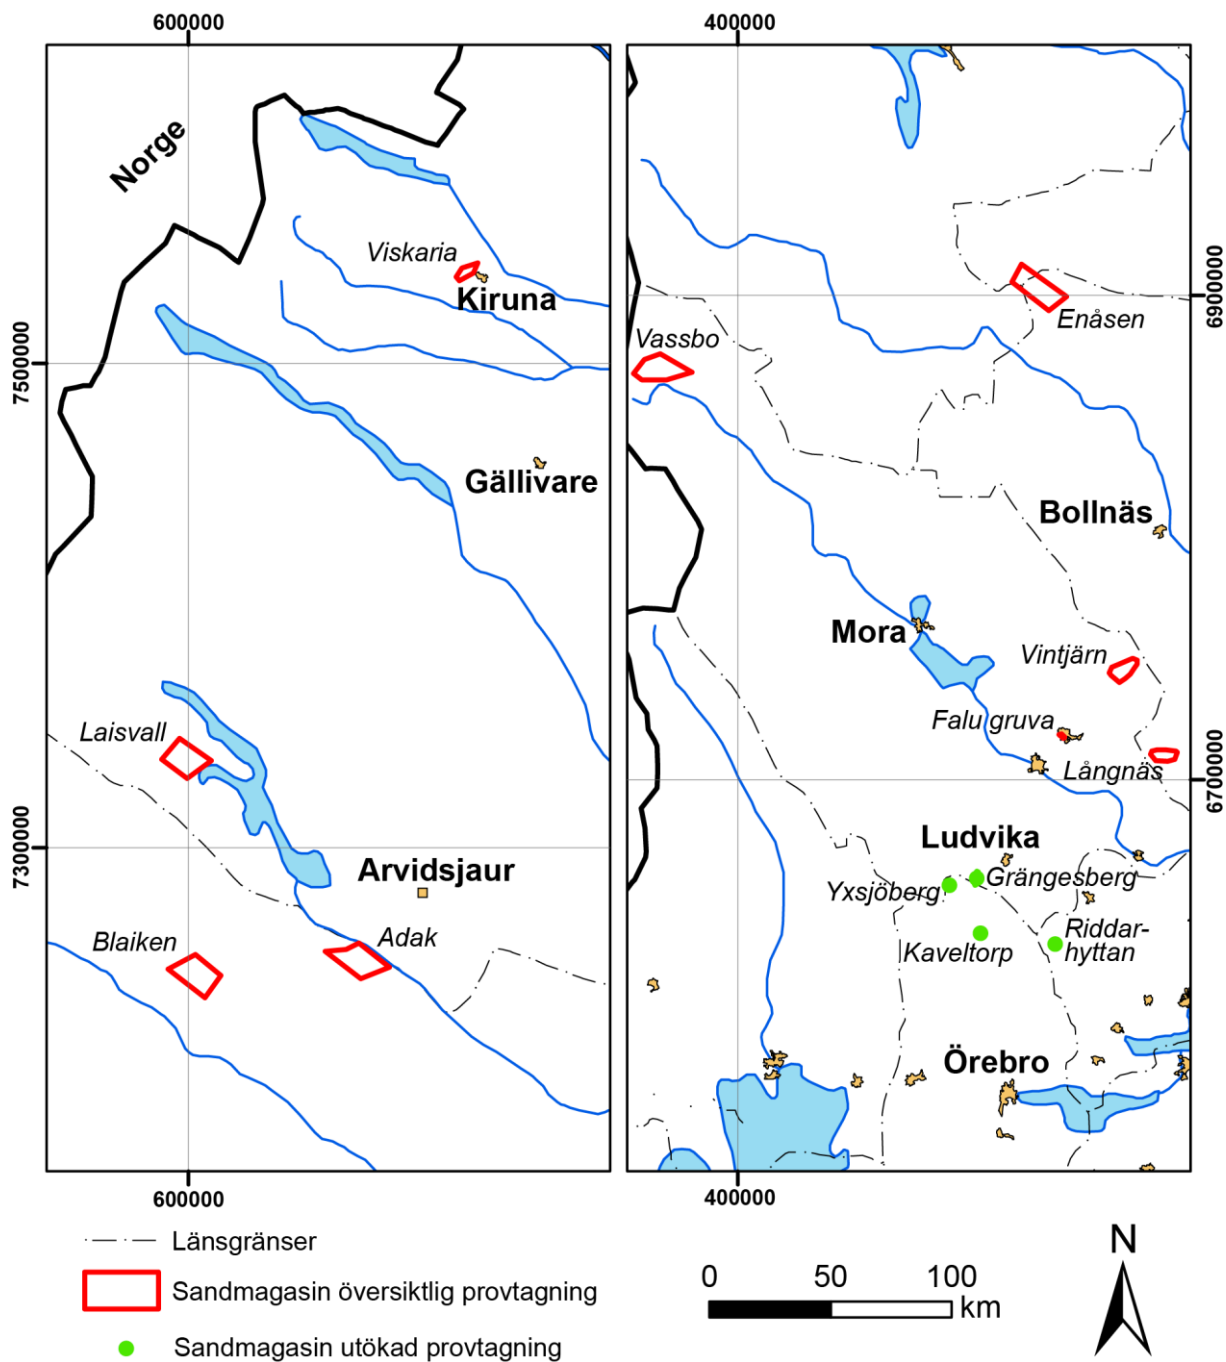 600000
400000
Norge
Viskaria
Kiruna
7500000
Gällivare
Laisvall
7300000
Arvidsjaur
Blaiken
Adak
6900000
Enåsen
Vassbo
Bollnäs
Mora
Vintjärn
Falu gruva
Långnäs
6700000
Ludvika
Grängesberg
Yxsjöberg
Kaveltorp
Riddar-
hyttan
Örebro
600000
400000
Länsgränser
Sandmagasin översiktlig provtagning
Sandmagasin utökad provtagning
0 50 100
km
N